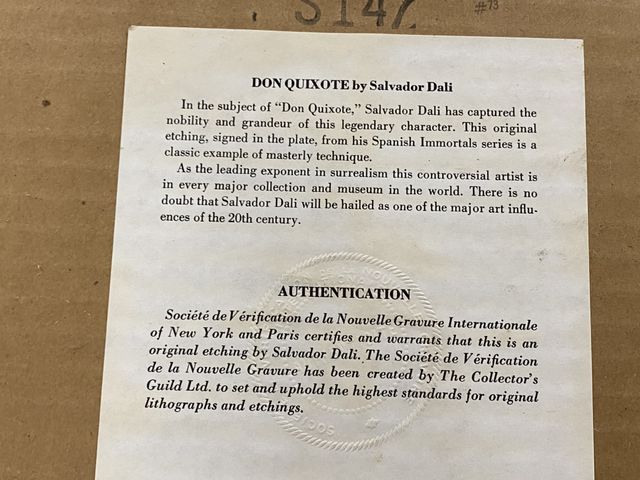 S147
#73
DON QUIXOTE by Salvador Dali
In the subject of “Don Quixote,” Salvador Dali has captured the
nobility and grandeur of this legendary character. This original
etching, signed in the plate, from his Spanish Immortals series is a
classic example of masterly technique.
As the leading exponent in surrealism this controversial artist is
in every major collection and museum in the world. There is no
doubt that Salvador Dali will be hailed as one of the major art influ-
ences of the 20th century.
AUTHENTICATION
Société de Vérification de la Nouvelle Gravure Internationale
of New York and Paris certifies and warrants that this is an
original etching by Salvador Dali. The Société de Vérification
de la Nouvelle Gravure has been created by The Collector's
Guild Ltd. to set and uphold the highest standards for original
lithographs and etchings.